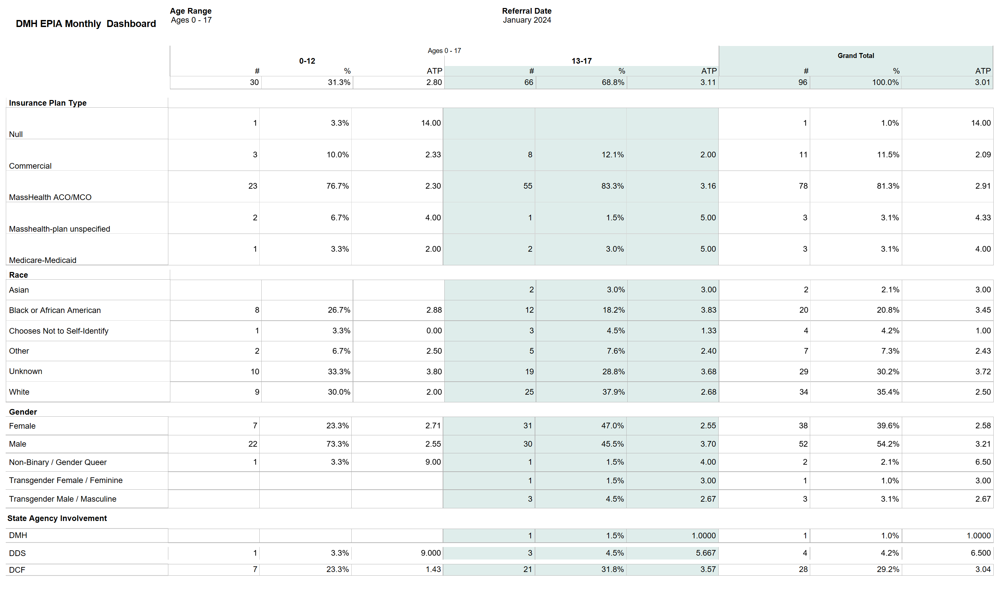 Age Range
Referral Date
DMH EPIA Monthly  Dashboard
Ages 0 - 17
January 2024
Ages 0 - 17
Grand Total
0-12
13-17
# % ATP # % ATP # % ATP
30 31.3% 2.80 66 68.8% 3.11 96 100.0% 3.01
Insurance Plan Type
Null 1 3.3% 14.00 1 1.0% 14.00
Commercial 3 10.0% 2.33 8 12.1% 2.00 11 11.5% 2.09
MassHealth ACO/MCO 23 76.7% 2.30 55 83.3% 3.16 78 81.3% 2.91
Masshealth-plan unspecified 2 6.7% 4.00 1 1.5% 5.00 3 3.1% 4.33
Medicare-Medicaid 1 3.3% 2.00 2 3.0% 5.00 3 3.1% 4.00
Race
Asian 2 3.0% 3.00 2 2.1% 3.00
Black or African American 8 26.7% 2.88 12 18.2% 3.83 20 20.8% 3.45
Chooses Not to Self-Identify 1 3.3% 0.00 3 4.5% 1.33 4 4.2% 1.00
Other 2 6.7% 2.50 5 7.6% 2.40 7 7.3% 2.43
Unknown 10 33.3% 3.80 19 28.8% 3.68 29 30.2% 3.72
White 9 30.0% 2.00 25 37.9% 2.68 34 35.4% 2.50
Gender
Female 7 23.3% 2.71 31 47.0% 2.55 38 39.6% 2.58
Male 22 73.3% 2.55 30 45.5% 3.70 52 54.2% 3.21
Non-Binary / Gender Queer 1 3.3% 9.00 1 1.5% 4.00 2 2.1% 6.50
Transgender Female / Feminine 1 1.5% 3.00 1 1.0% 3.00
Transgender Male / Masculine 3 4.5% 2.67 3 3.1% 2.67
State Agency Involvement
DMH 1 1.5% 1.0000 1 1.0% 1.0000
DDS 1 3.3% 9.000 3 4.5% 5.667 4 4.2% 6.500
DCF 7 23.3% 1.43 21 31.8% 3.57 28 29.2% 3.04